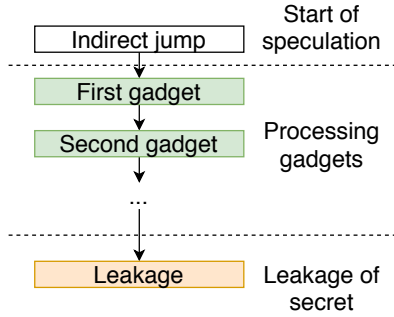 Start of
speculation
Indirect jump
First gadget
Second gadget
Processing
gadgets
...
Leakage
Leakage of
secret